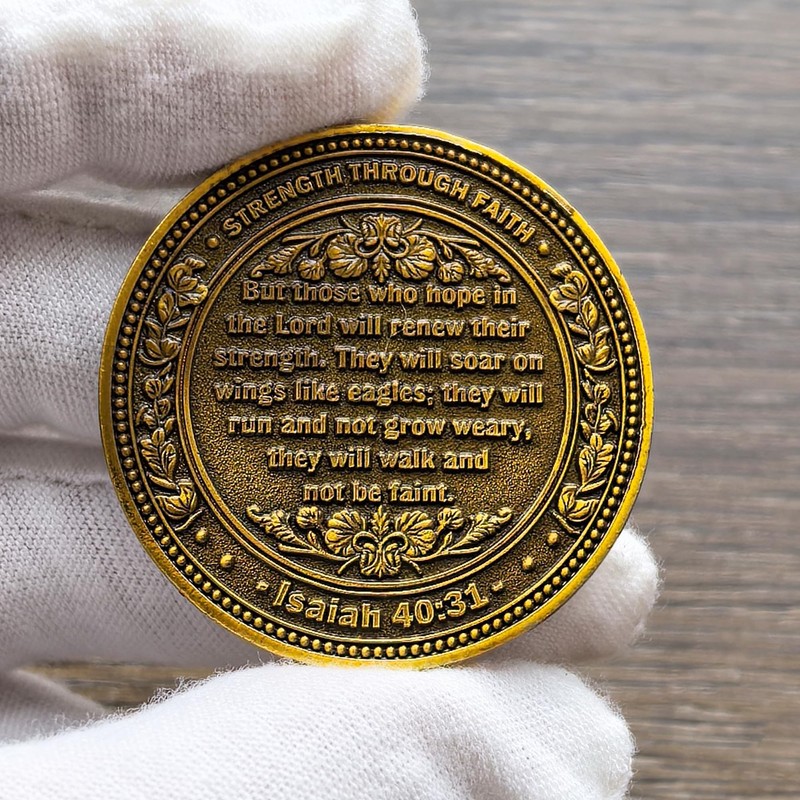 STRENGTH THROUGH FAITH
But those who hope in
the Lord will renew their
strength. They will soar on
wings like eagles; they will
run and not grow weary,
they will walk and
not be faint.
- Isaiah 40:31 -